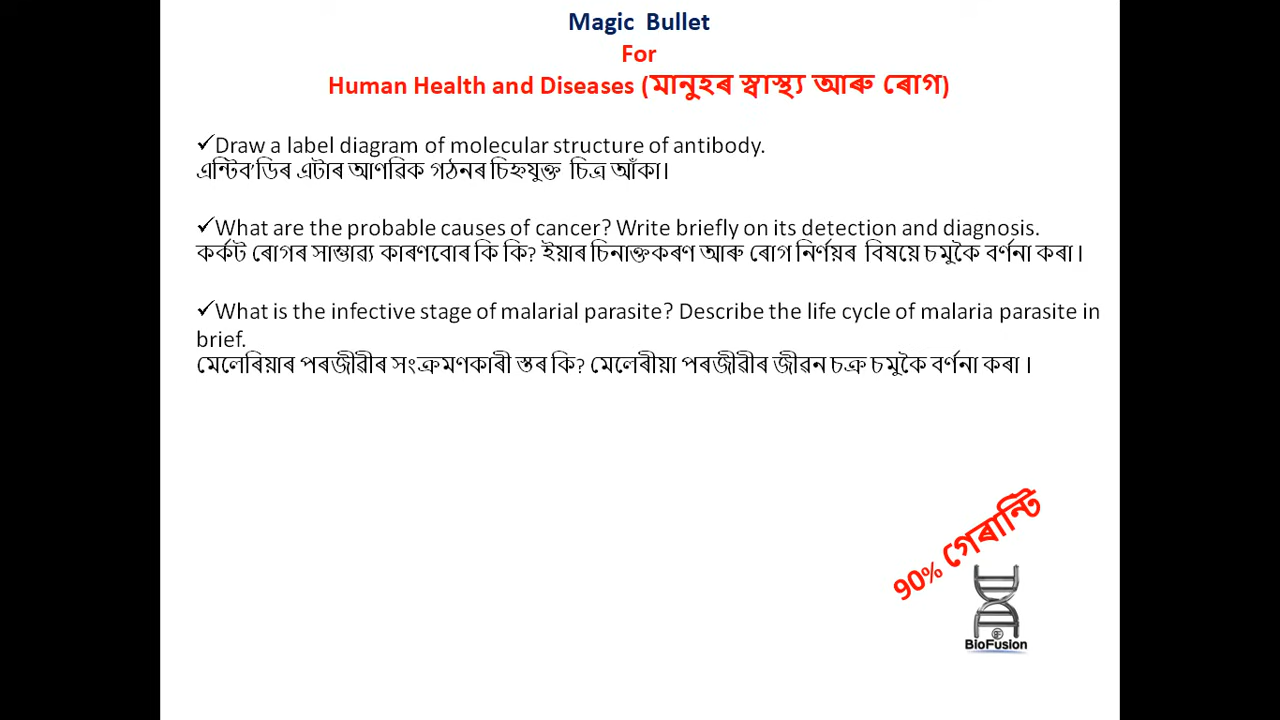 Magic Bullet
For
Human Health and Diseases (মানুহৰ স্বাস্থ্য আৰু ৰোগ)
✓Draw a label diagram of molecular structure of antibody.
এন্টিব'ডিৰ এটাৰ আণৱিক গঠনৰ চিহ্নযুক্ত চিত্ৰ আঁকা।
✓What are the probable causes of cancer? Write briefly on its detection and diagnosis.
কৰ্কট ৰোগৰ সাম্ভাৱ্য কাৰণবোৰ কি কি? ইয়াৰ চিনাক্তকৰণ আৰু ৰোগ নিৰ্ণয়ৰ বিষয়ে চমুকৈ বৰ্ণনা কৰা ।
✓What is the infective stage of malarial parasite? Describe the life cycle of malaria parasite in
brief.
মেলেৰিয়াৰ পৰজীৱীৰ সংক্ৰমণকাৰী স্তৰ কি? মেলেৰীয়া পৰজীৱীৰ জীৱন চক্ৰ চমুকৈ বৰ্ণনা কৰা ।
90% গেৰান্টি
BioFusion